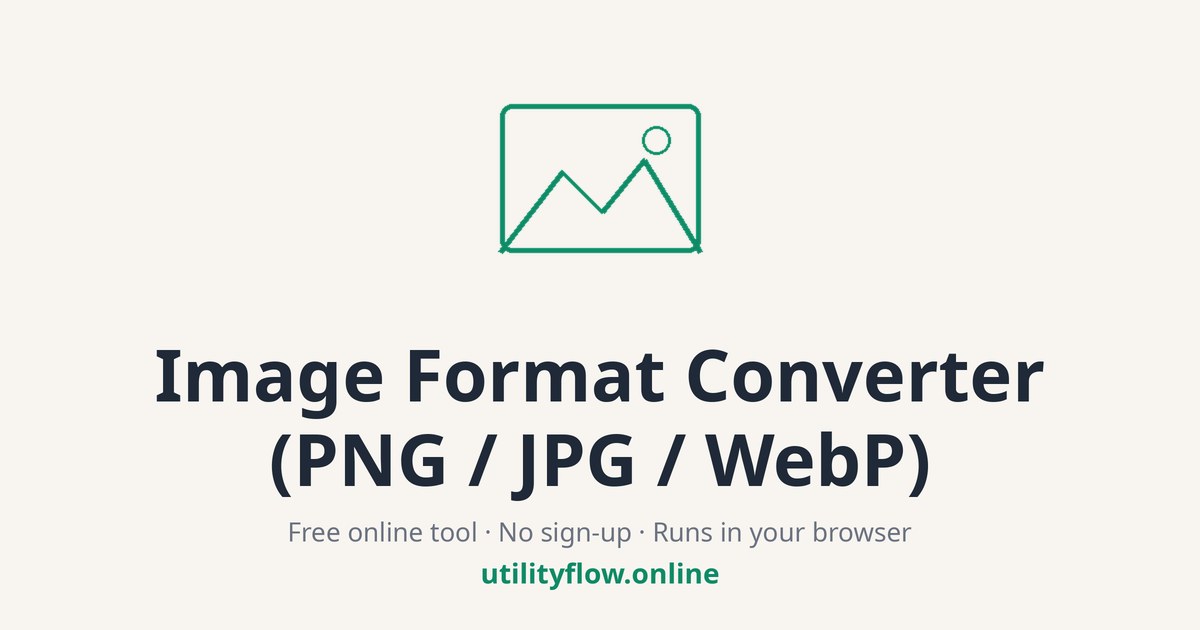 Image Format Converter
(PNG / JPG / WebP)
Free online tool · No sign-up · Runs in your browser
utilityflow.online